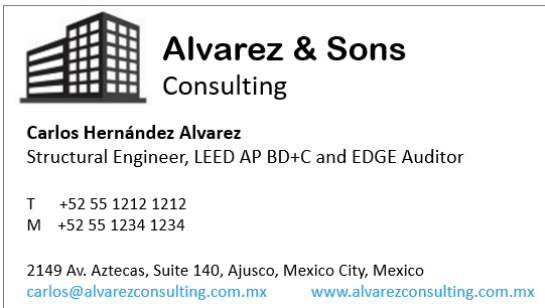 Alvarez & Sons
Consulting
Carlos Hernández Alvarez
Structural Engineer, LEED AP BD+C and EDGE Auditor
T +52 55 1212 1212
M +52 55 1234 1234
2149 Av. Aztecas, Suite 140, Ajusco, Mexico City, Mexico
carlos@alvarezconsulting.com.mx www.alvarezconsulting.com.mx